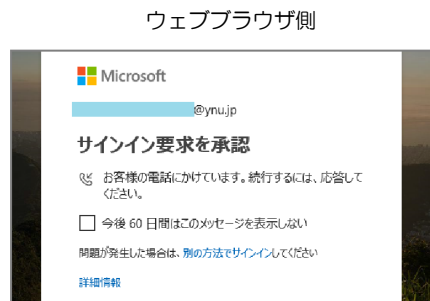 ウェブブラウザ側
Microsoft
@ynu.jp
サインイン要求を承認
お客様の電話にかけています。続行するには、応答して
ください。
今後 60 日間はこのメッセージを表示しない
問題が発生した場合は、別の方法でサインインしてください
詳細情報